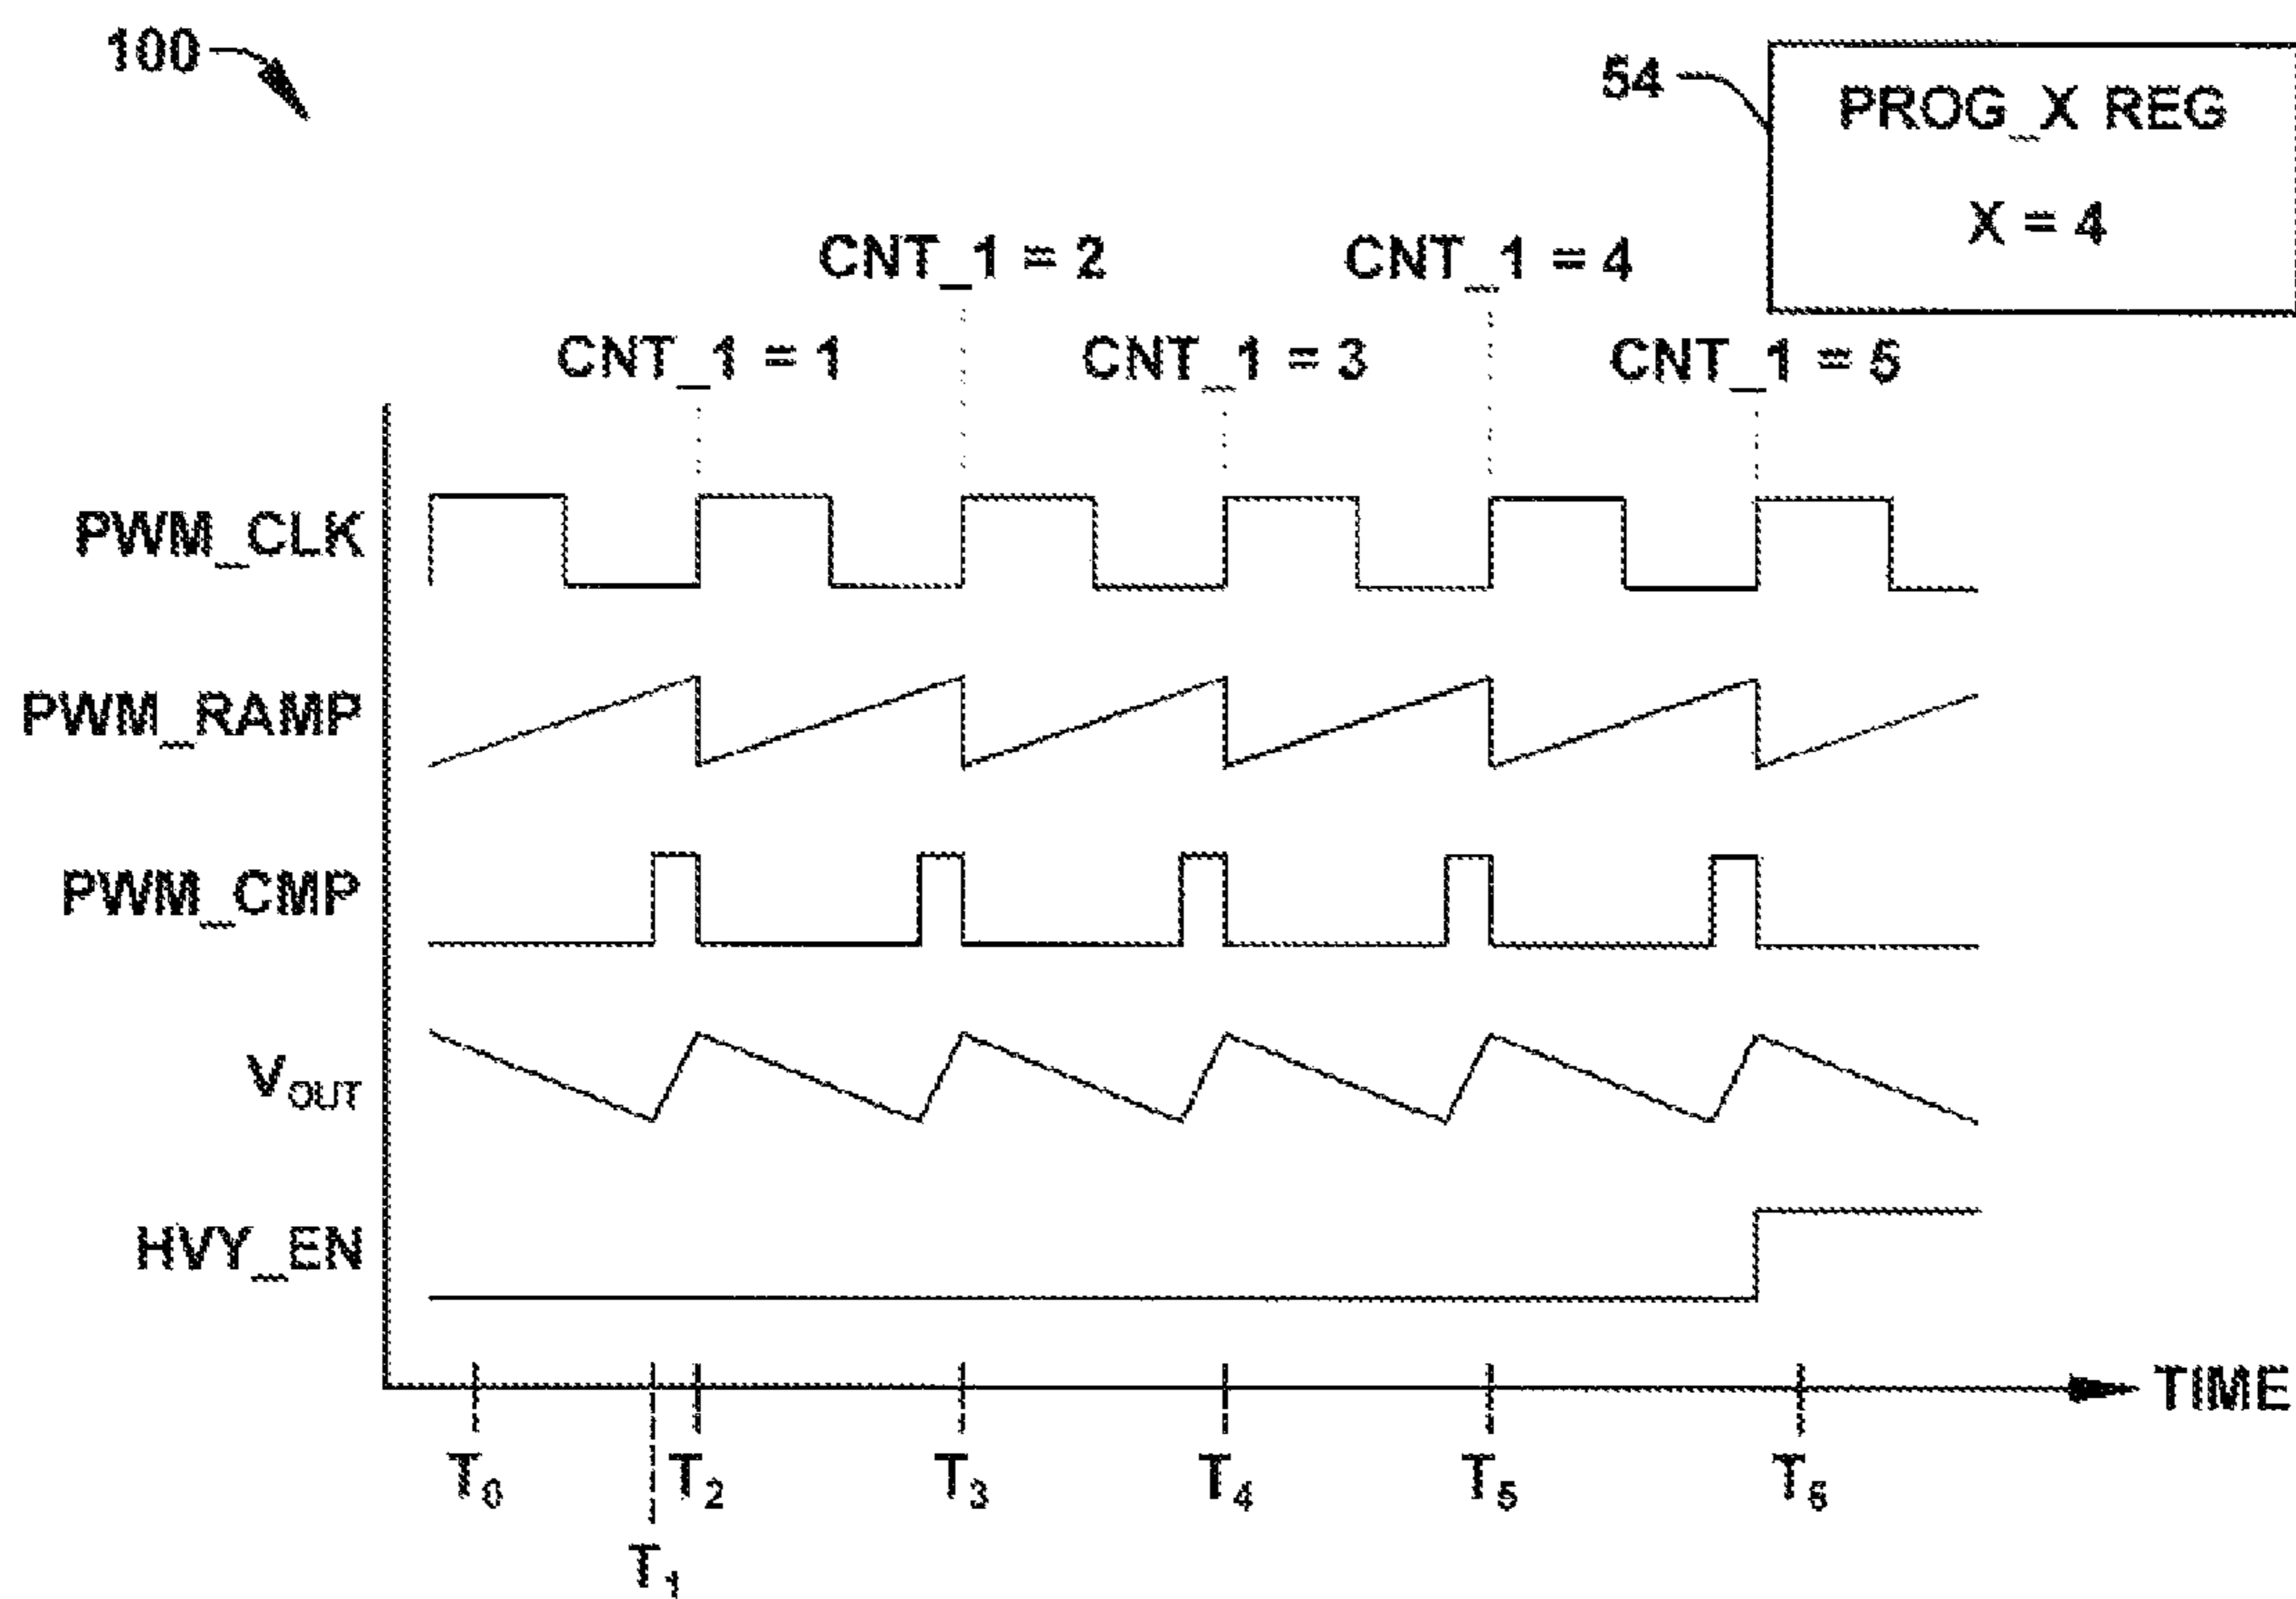 100
54
PROG_X REG
X = 4
CNT_1 = 2
CNT_1 = 4
CNT_1 = 1
CNT_1 = 3
CNT_1 = 5
PWM_CLK
PWM_RAMP
PWM_CMP
VOUT
HVY_EN
TIME
T0
T2
T3
T4
T5
T6
T1